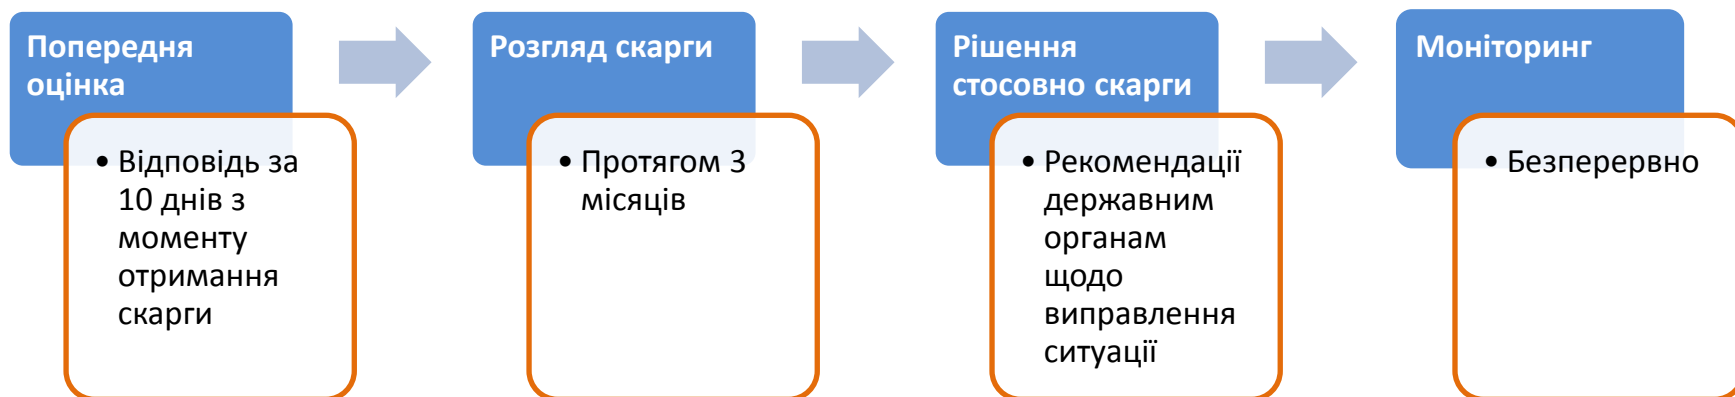 Попередня
оцінка
• Відповідь за
10 днів з
моменту
отримання
скарги
Розгляд скарги
• Протягом 3
місяців
Рішення
стосовно скарги
• Рекомендації
державним
органам
щодо
виправлення
ситуації
Моніторинг
• Безперервно